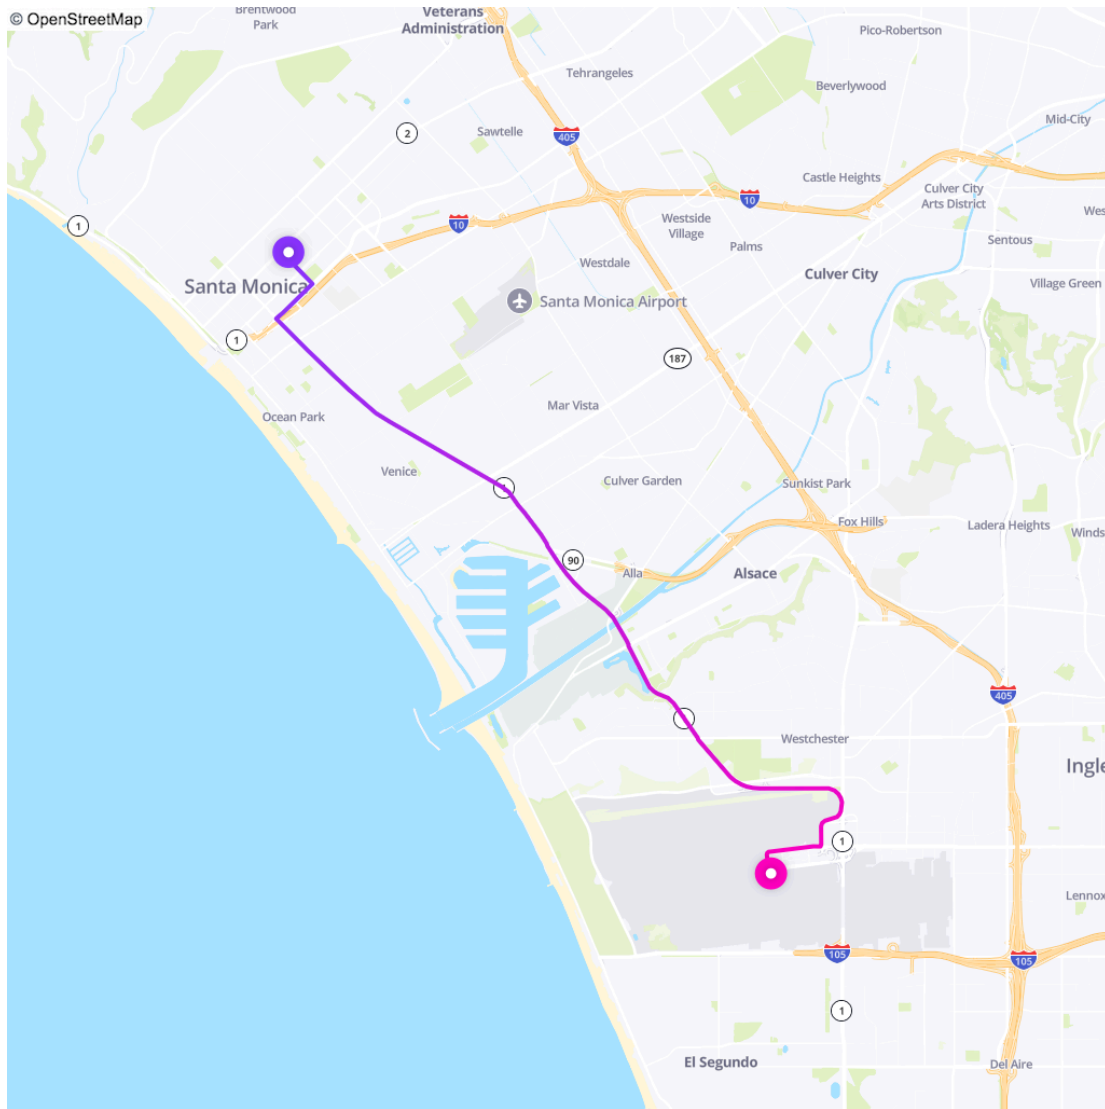 © OpenStreetMap
Brentwood
Park
Veterans
Administration
Pico-Robertson
Tehrangeles
Beverlywood
2
Sawtelle
405
Mid-City
Castle Heights
Culver City
Arts District
10
10
1
Westside
Village
Palms
Wes
Sentous
Westdale
Culver City
Village Green
Santa Monica
Santa Monica Airport
1
187
Mar Vista
Ocean Park
Venice
Culver Garden
Sunkist Park
Fox Hills
Ladera Heights
Winds
90
Alla
Alsace
405
Westchester
Ingle
1
Lennox
105
105
1
El Segundo
Del Aire